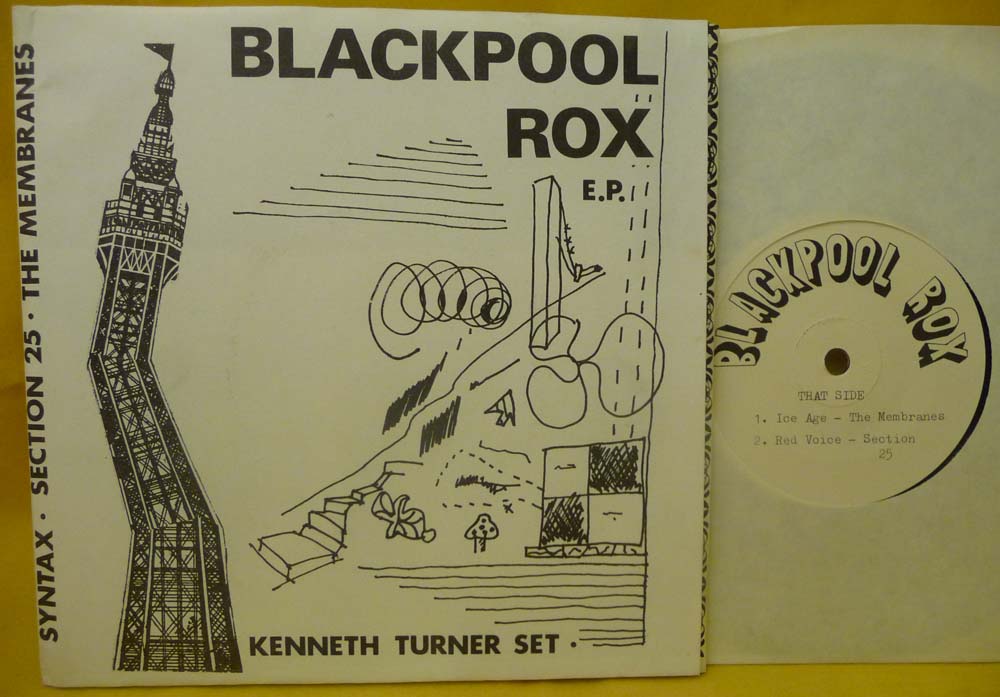 BLACKPOOL
ROX
E.P.
SYNTAX · SECTION 25 · THE MEMBRANES
KENNETH TURNER SET ·
BLACKPOOL ROX
THAT SIDE
1. Ice Age - The Membranes
2. Red Voice - Section
25